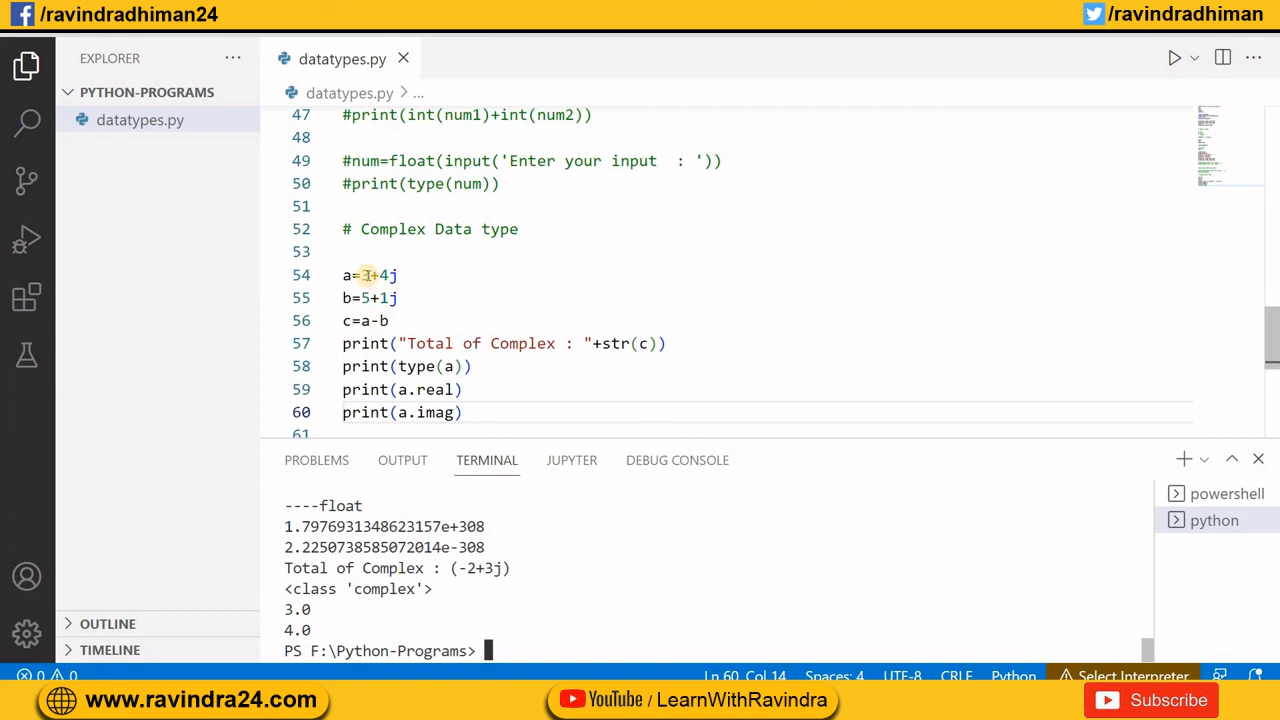 /ravindradhiman24
/ravindradhiman
EXPLORER
PYTHON-PROGRAMS
datatypes.py
datatypes.py
datatypes.py > ...
47 #print(int(num1)+int(num2))
48
49 #num=float(input('Enter your input  : '))
50 #print(type(num))
51
52 # Complex Data type
53
54 a=3+4j
55 b=5+1j
56 c=a-b
57 print("Total of Complex : "+str(c))
58 print(type(a))
59 print(a.real)
60 print(a.imag)
61
PROBLEMS OUTPUT TERMINAL JUPYTER DEBUG CONSOLE
----float
1.7976931348623157e+308
2.2250738585072014e-308
Total of Complex : (-2+3j)
<class 'complex'>
3.0
4.0
PS F:\Python-Programs>
powershell
python
OUTLINE
TIMELINE
0 0 Ln 60, Col 14 Spaces: 4 UTF-8 CRLF Python Select Interpreter
www.ravindra24.com
YouTube / LearnWithRavindra
Subscribe